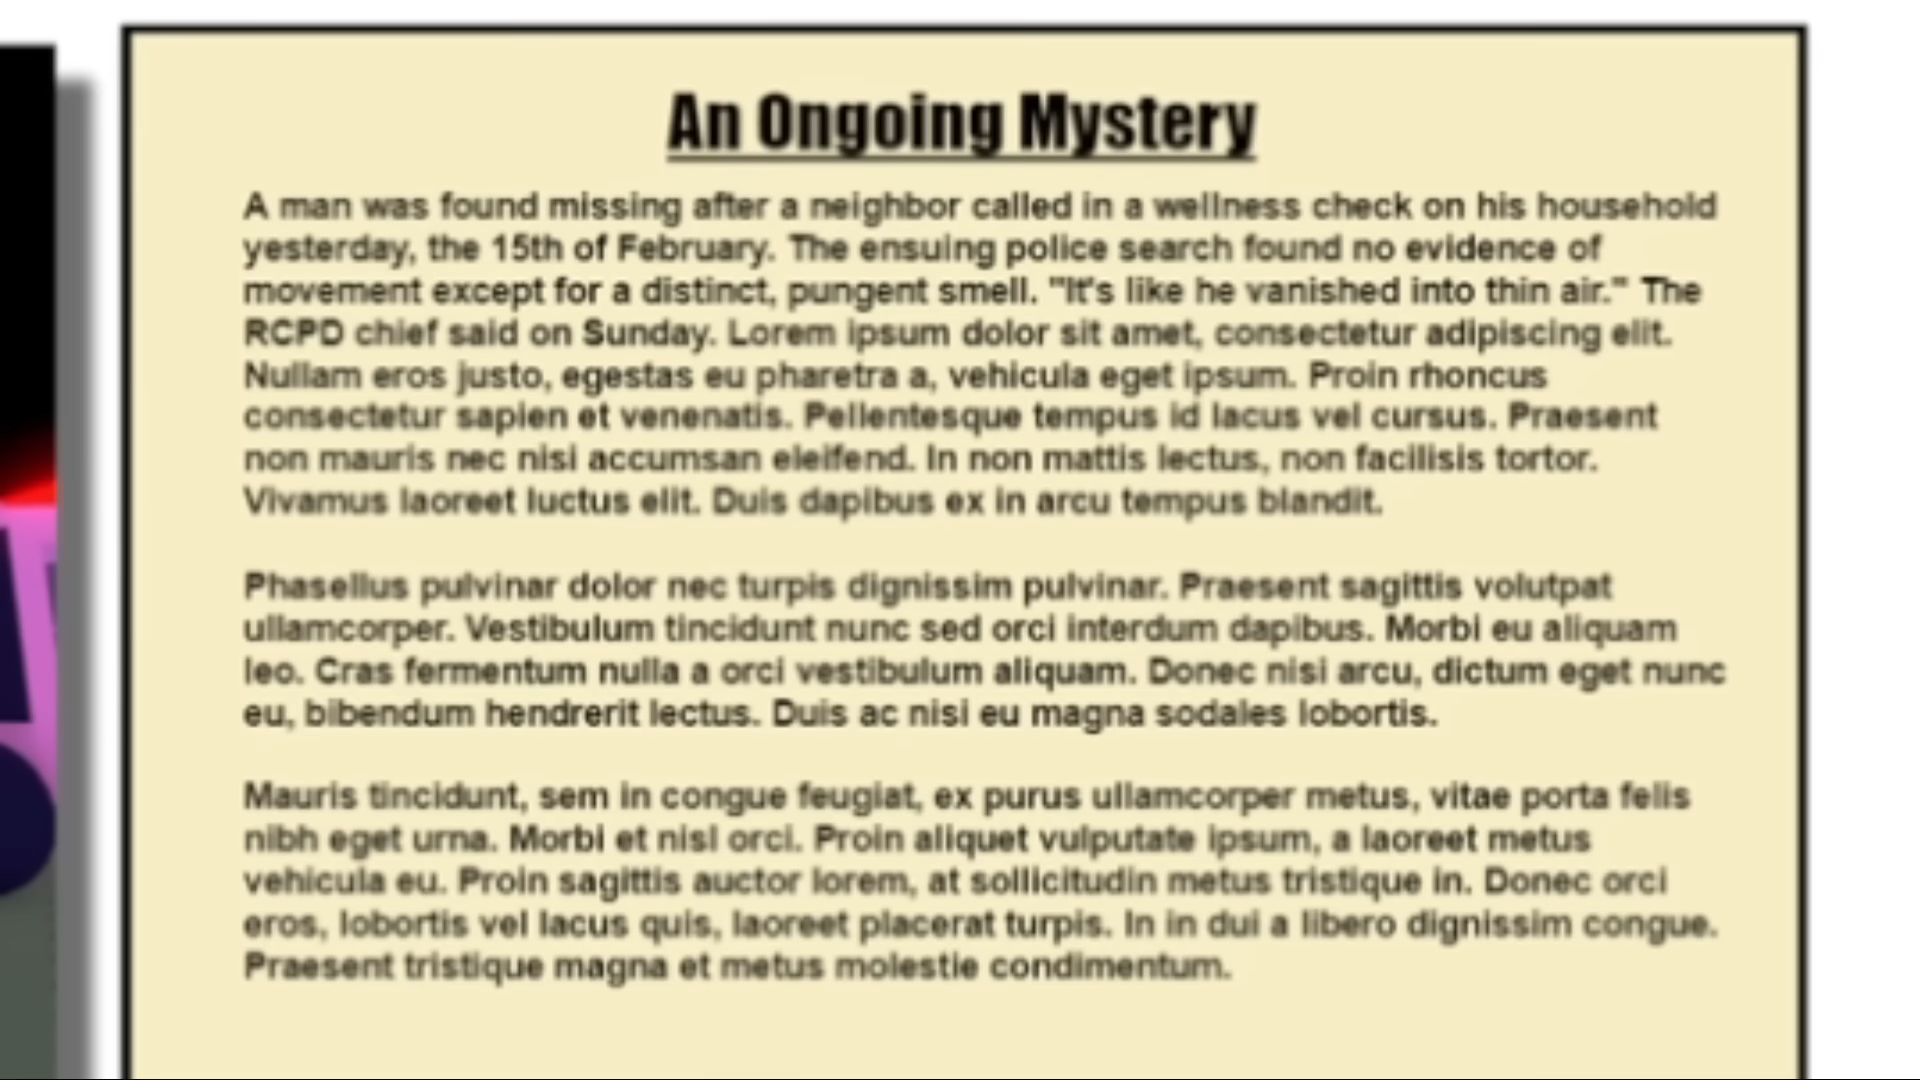 An Ongoing Mystery
A man was found missing after a neighbor called in a wellness check on his household
yesterday, the 15th of February. The ensuing police search found no evidence of
movement except for a distinct, pungent smell. "It's like he vanished into thin air." The
RCPD chief said on Sunday. Lorem ipsum dolor sit amet, consectetur adipiscing elit.
Nullam eros justo, egestas eu pharetra a, vehicula eget ipsum. Proin rhoncus
consectetur sapien et venenatis. Pellentesque tempus id lacus vel cursus. Praesent
non mauris nec nisi accumsan eleifend. In non mattis lectus, non facilisis tortor.
Vivamus laoreet luctus elit. Duis dapibus ex in arcu tempus blandit.
Phasellus pulvinar dolor nec turpis dignissim pulvinar. Praesent sagittis volutpat
ullamcorper. Vestibulum tincidunt nunc sed orci interdum dapibus. Morbi eu aliquam
leo. Cras fermentum nulla a orci vestibulum aliquam. Donec nisi arcu, dictum eget nunc
eu, bibendum hendrerit lectus. Duis ac nisi eu magna sodales lobortis.
Mauris tincidunt, sem in congue feugiat, ex purus ullamcorper metus, vitae porta felis
nibh eget urna. Morbi et nisl orci. Proin aliquet vulputate ipsum, a laoreet metus
vehicula eu. Proin sagittis auctor lorem, at sollicitudin metus tristique in. Donec orci
eros, lobortis vel lacus quis, laoreet placerat turpis. In in dui a libero dignissim congue.
Praesent tristique magna et metus molestie condimentum.